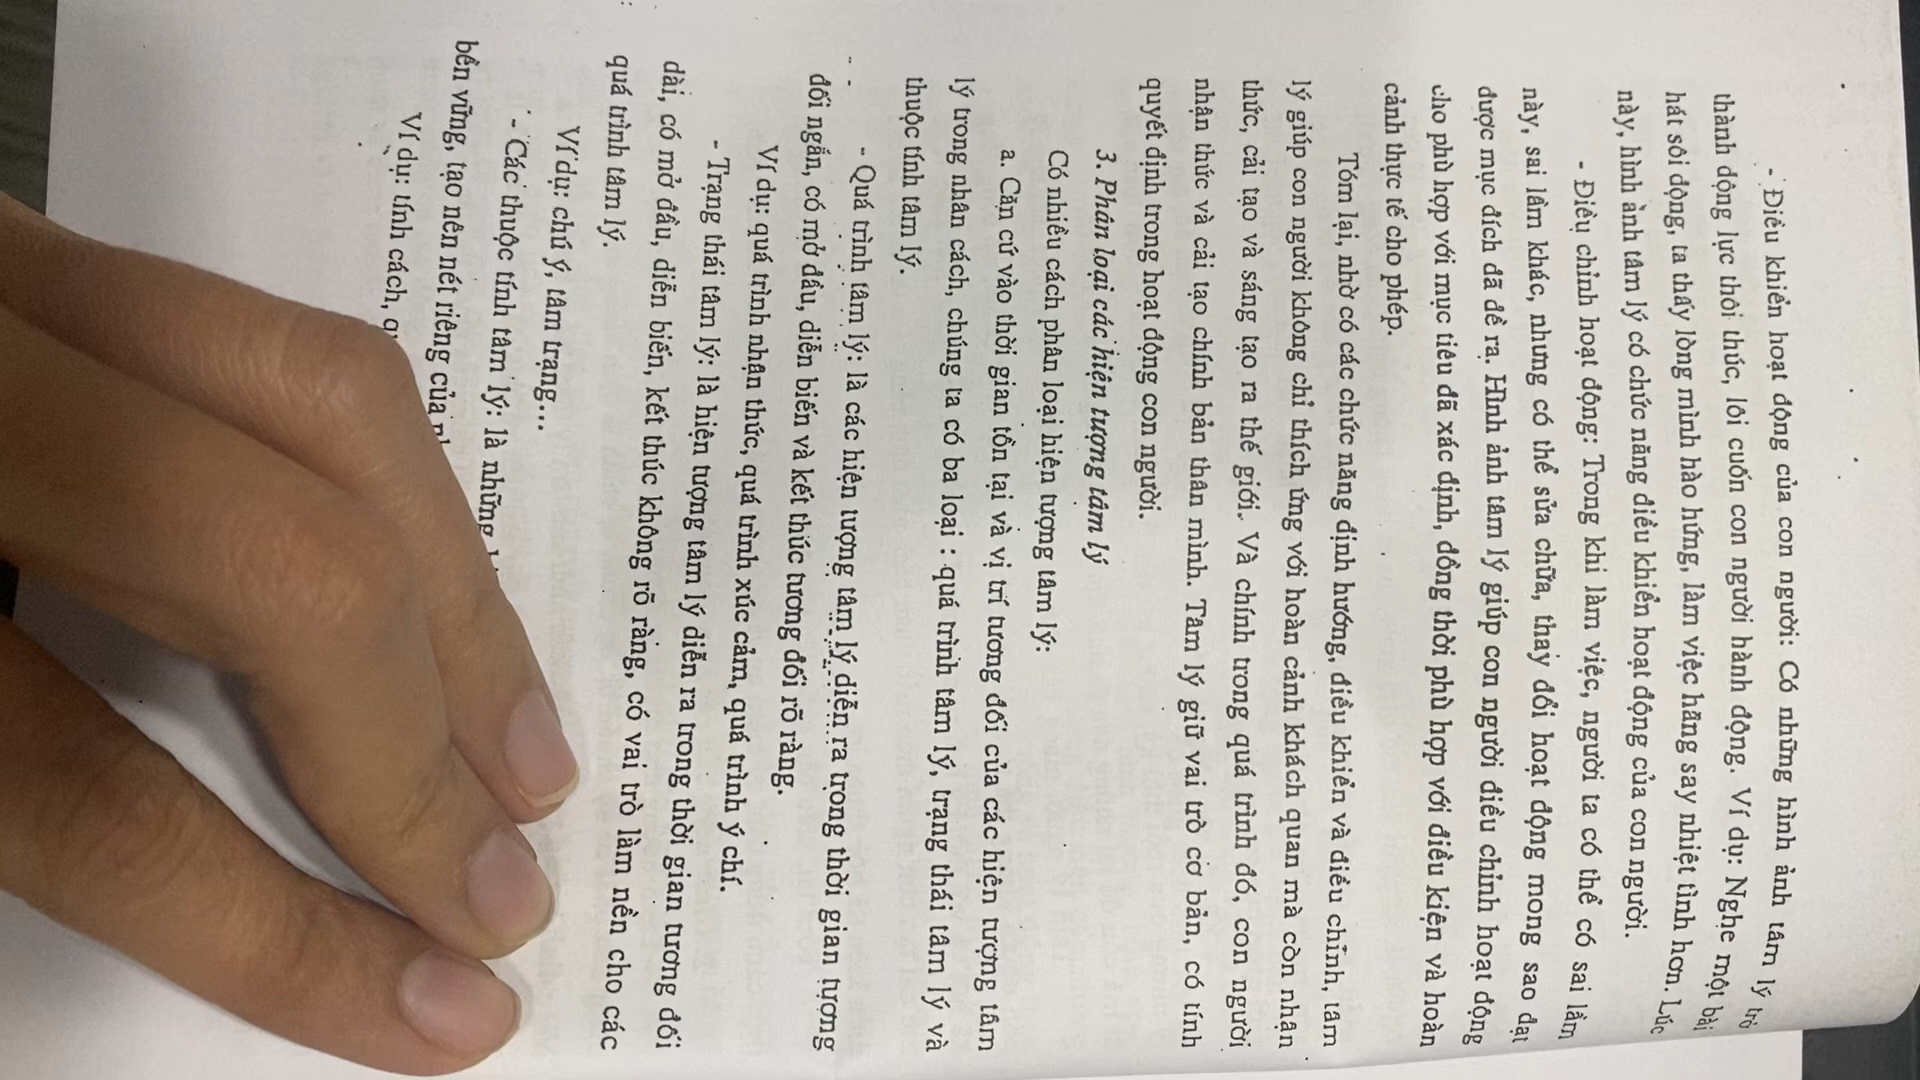 - Điều khiển hoạt động của con người: Có những hình ảnh tâm lý trở
thành động lực thôi thúc, lôi cuốn con người hành động. Ví dụ: Nghe một bài
hát sôi động, ta thấy lòng mình hào hứng, làm việc hăng say nhiệt tình hơn. Lúc
này, hình ảnh tâm lý có chức năng điều khiển hoạt động của con người.
- Điều chỉnh hoạt động: Trong khi làm việc, người ta có thể có sai lầm
này, sai lầm khác, nhưng có thể sửa chữa, thay đổi hoạt động mong sao đạt
được mục đích đã đề ra. Hình ảnh tâm lý giúp con người điều chỉnh hoạt động
cho phù hợp với mục tiêu đã xác định, đồng thời phù hợp với điều kiện và hoàn
cảnh thực tế cho phép.
Tóm lại, nhờ có các chức năng định hướng, điều khiển và điều chỉnh, tâm
lý giúp con người không chỉ thích ứng với hoàn cảnh khách quan mà còn nhận
thức, cải tạo và sáng tạo ra thế giới. Và chính trong quá trình đó, con người
nhận thức và cải tạo chính bản thân mình. Tâm lý giữ vai trò cơ bản, có tính
quyết định trong hoạt động con người.
3. Phân loại các hiện tượng tâm lý
Có nhiều cách phân loại hiện tượng tâm lý:
a. Căn cứ vào thời gian tồn tại và vị trí tương đối của các hiện tượng tâm
lý trong nhân cách, chúng ta có ba loại : quá trình tâm lý, trạng thái tâm lý và
thuộc tính tâm lý.
- Quá trình tâm lý: là các hiện tượng tâm lý diễn ra trong thời gian tương
đối ngắn, có mở đầu, diễn biến và kết thúc tương đối rõ ràng.
Ví dụ: quá trình nhận thức, quá trình xúc cảm, quá trình ý chí.
- Trạng thái tâm lý: là hiện tượng tâm lý diễn ra trong thời gian tương đối
dài, có mở đầu, diễn biến, kết thúc không rõ ràng, có vai trò làm nền cho các
quá trình tâm lý.
Ví dụ: chú ý, tâm trạng...
- Các thuộc tính tâm lý: là những
bền vững, tạo nên nét riêng của
Ví dụ: tính cách,